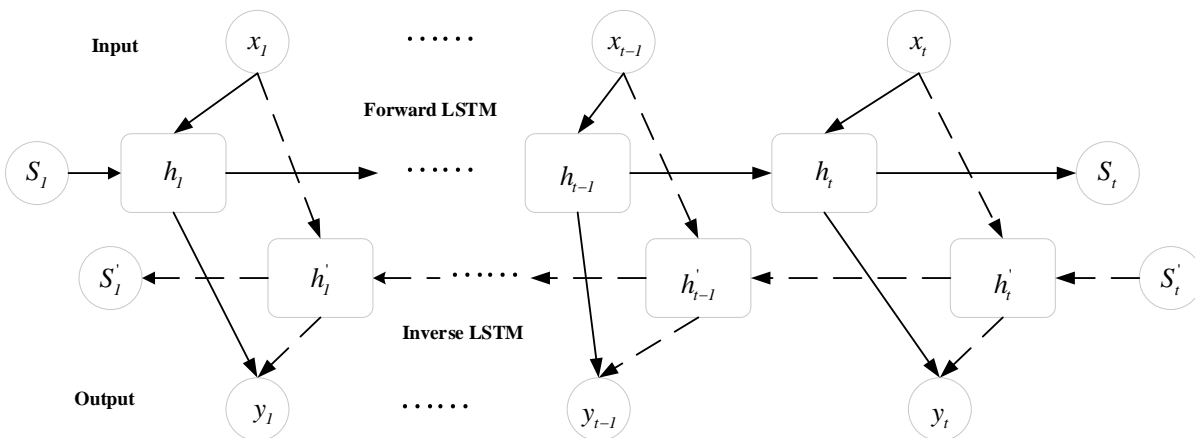 Input x₁ ...... xₜ₋₁ xₜ
Forward LSTM
S₁ h₁ ...... hₜ₋₁ hₜ Sₜ
S'₁ h'₁ ...... h'ₜ₋₁ h'ₜ S'ₜ
Inverse LSTM
Output y₁ ...... yₜ₋₁ yₜ